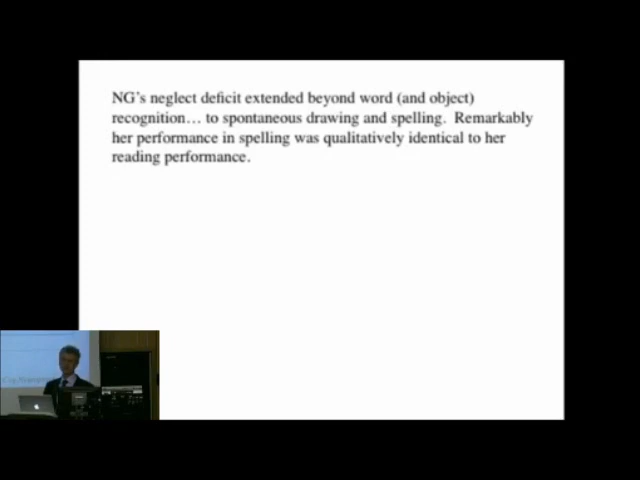 NG's neglect deficit extended beyond word (and object)
recognition… to spontaneous drawing and spelling.  Remarkably
her performance in spelling was qualitatively identical to her
reading performance.